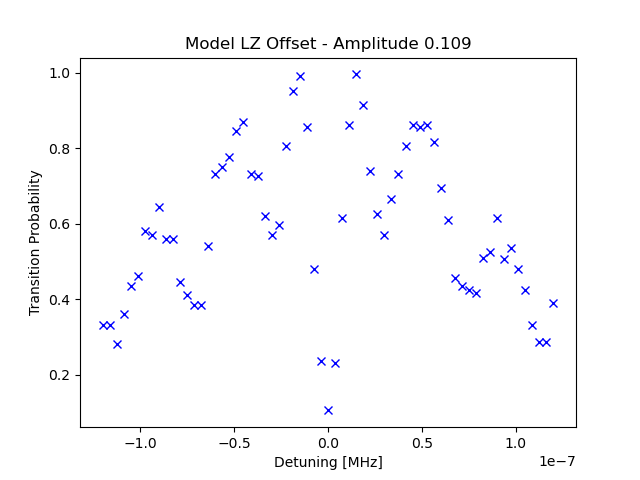 Model LZ Offset - Amplitude 0.109
1.0
0.8
0.6
0.4
0.2
Transition Probability
−1.0 −0.5 0.0 0.5 1.0
1e−7
Detuning [MHz]